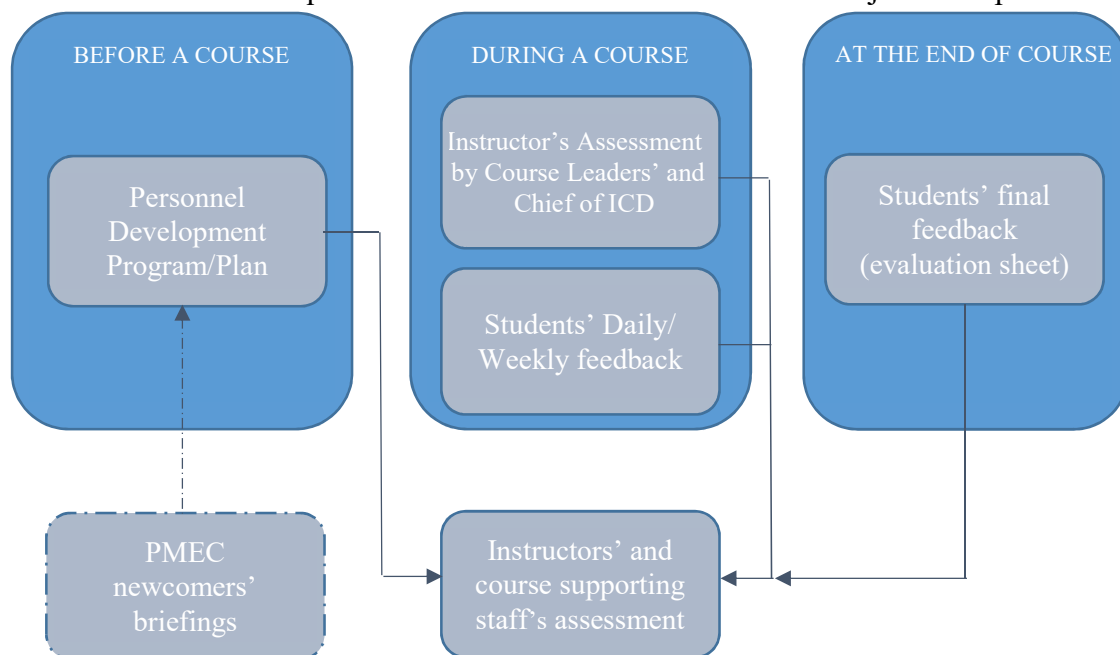 BEFORE A COURSE
Personnel
Development
Program/Plan
PMEC
newcomers’
briefings
DURING A COURSE
Instructor’s Assessment
by Course Leaders’ and
Chief of ICD
Students’ Daily/
Weekly feedback
Instructors’ and
course supporting
staff’s assessment
AT THE END OF COURSE
Students’ final
feedback
(evaluation sheet)